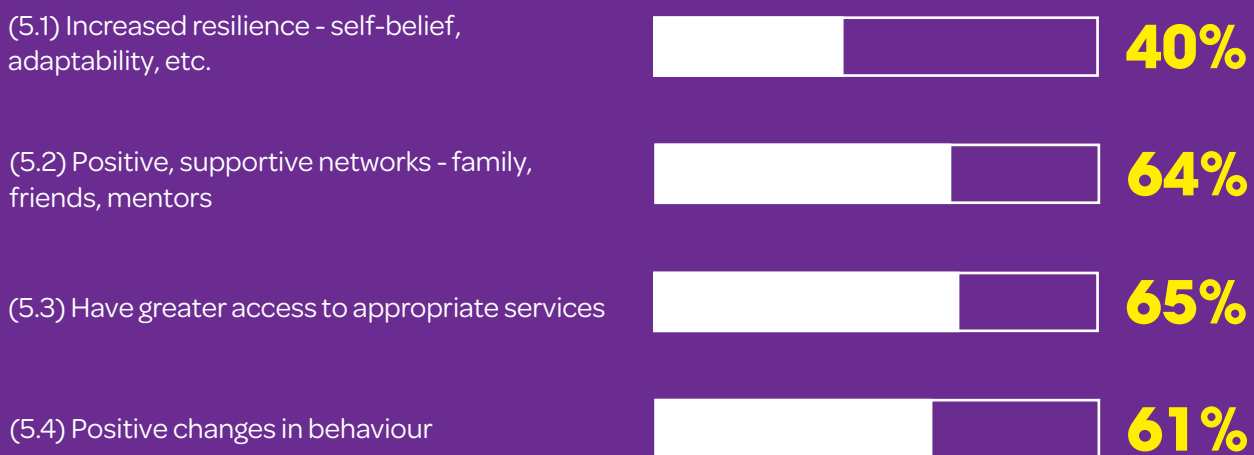 (5.1) Increased resilience - self-belief,
adaptability, etc.
40%
(5.2) Positive, supportive networks - family,
friends, mentors
64%
(5.3) Have greater access to appropriate services
65%
(5.4) Positive changes in behaviour
61%